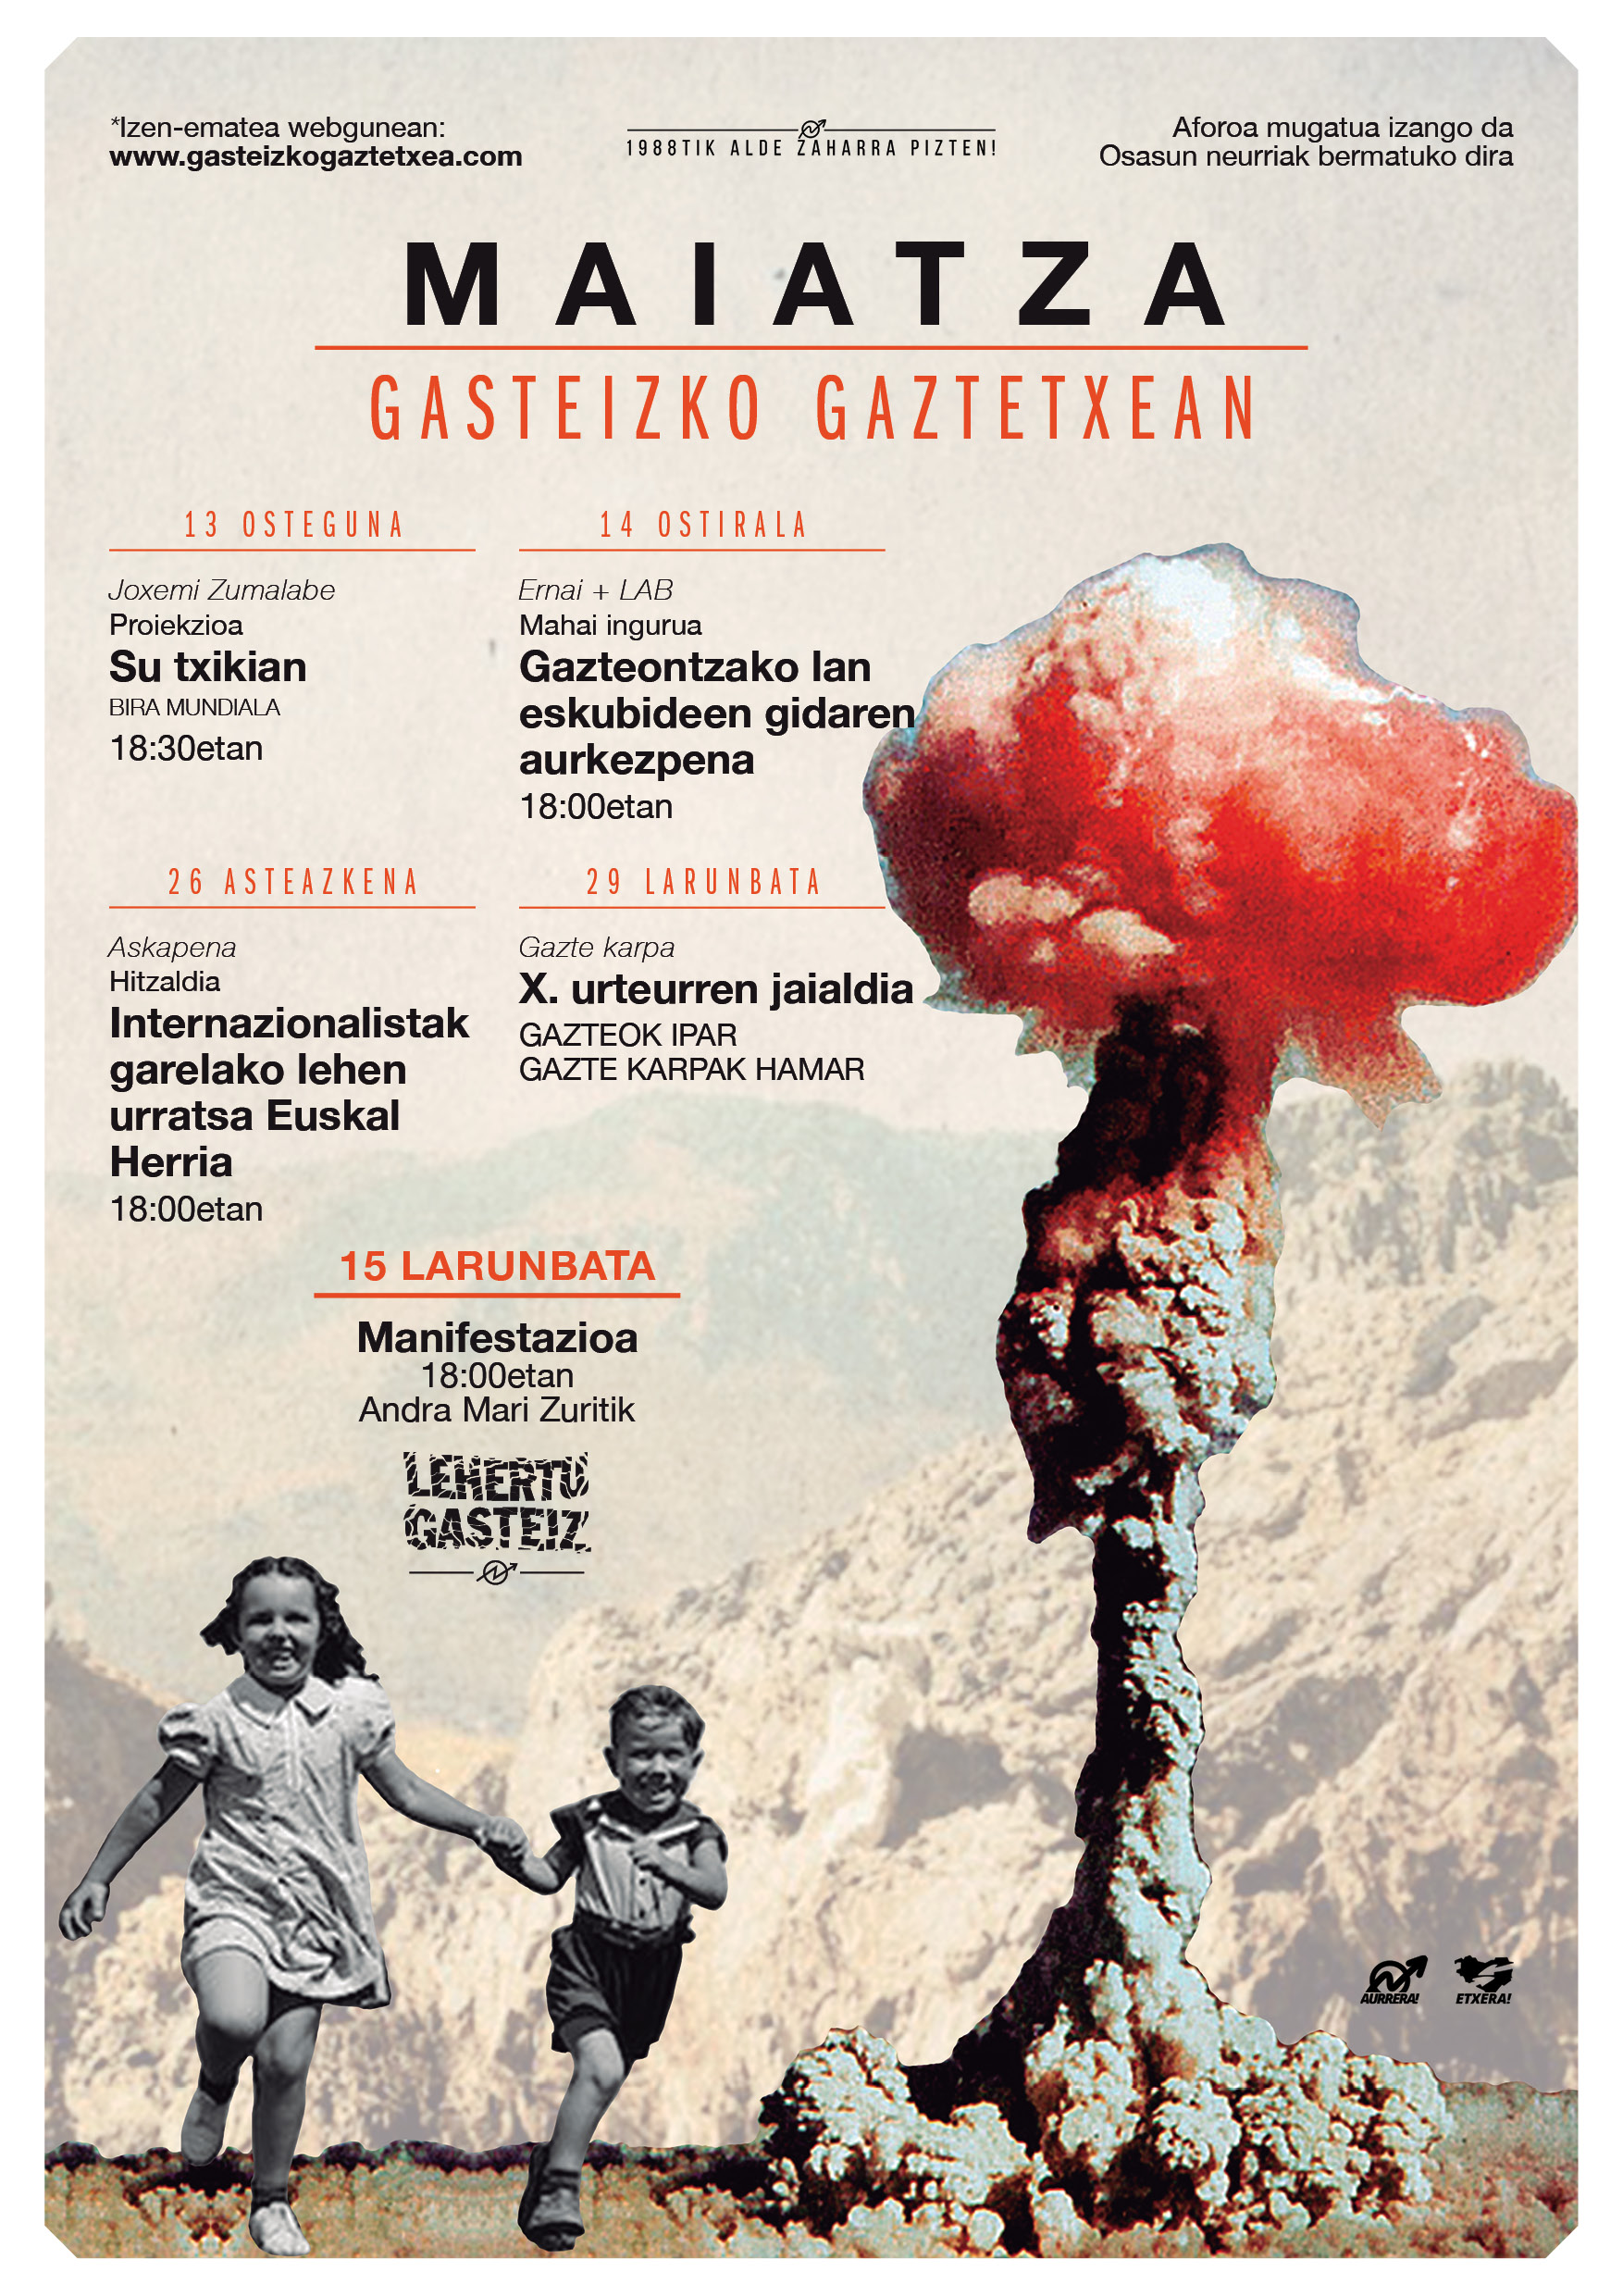 *Izen-ematea webgunean:
www.gasteizkogaztetxea.com
1988TIK ALDE ZAHARRA PIZTEN!
Aforoa mugatua izango da
Osasun neurriak bermatuko dira
MAIATZA
GASTEIZKO GAZTETXEAN
13 OSTEGUNA
Joxemi Zumalabe
Proiekzioa
Su txikian
BIRA MUNDIALA
18:30etan
14 OSTIRALA
Ernai + LAB
Mahai ingurua
Gazteontzako lan
eskubideen gidaren
aurkezpena
18:00etan
26 ASTEAZKENA
Askapena
Hitzaldia
Internazionalistak
garelako lehen
urratsa Euskal
Herria
18:00etan
29 LARUNBATA
Gazte karpa
X. urteurren jaialdia
GAZTEOK IPAR
GAZTE KARPAK HAMAR
15 LARUNBATA
Manifestazioa
18:00etan
Andra Mari Zuritik
LEHERTU
GASTEIZ
AURRERA!
ETXERA!